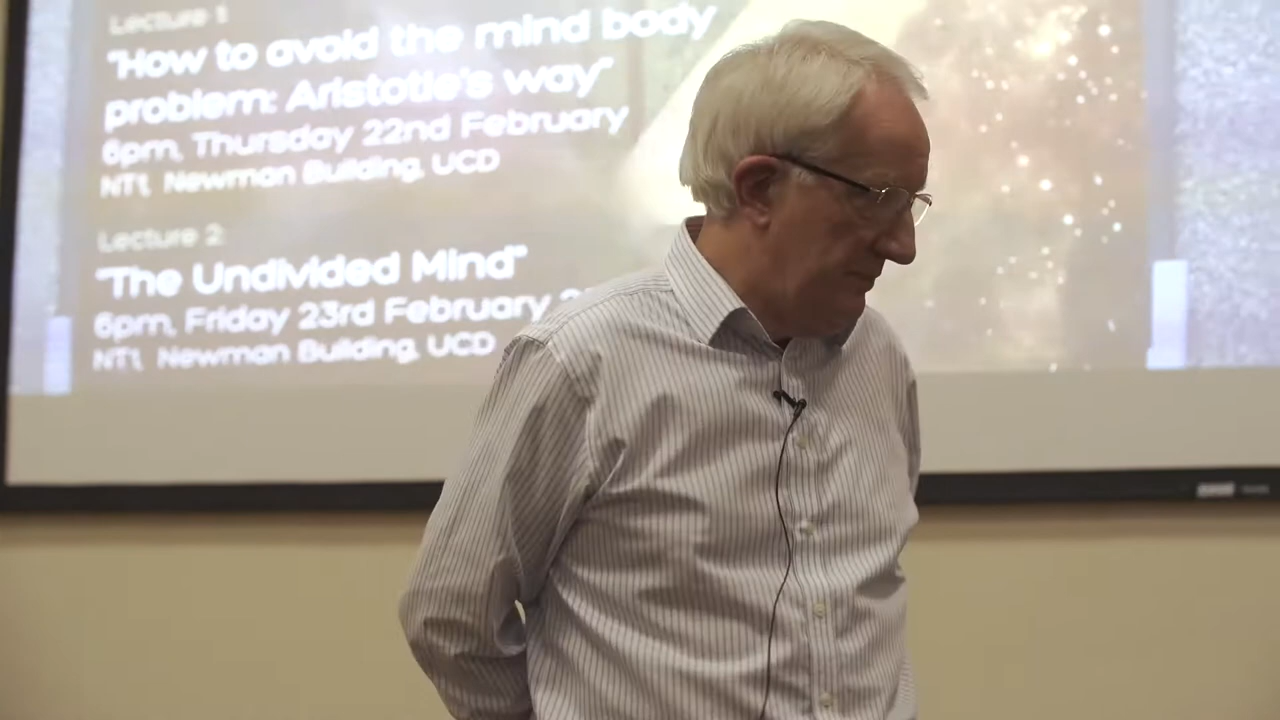 Lecture 1:
"How to avoid the mind body
problem: Aristotle's way"
6pm, Thursday 22nd February
NT1, Newman Building, UCD
Lecture 2:
"The Undivided Mind"
6pm, Friday 23rd February
NT1, Newman Building, UCD